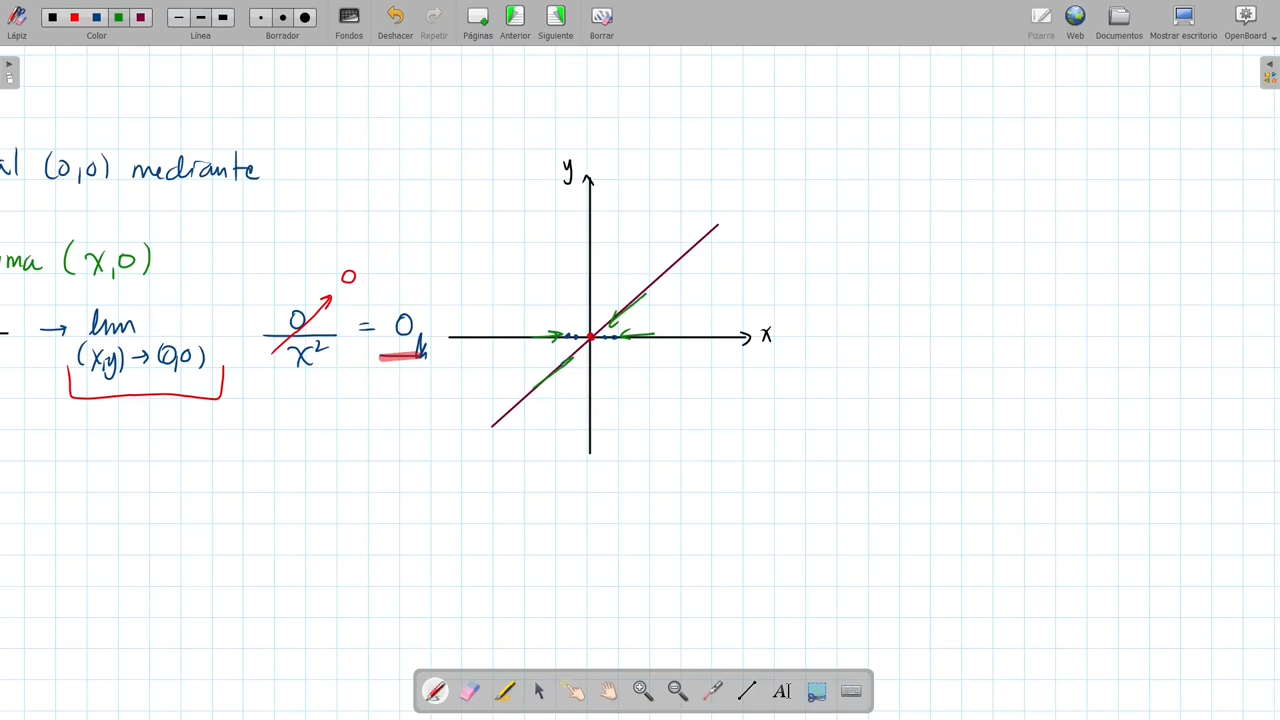 Lápiz Color Línea Borrador Fondos Deshacer Repetir Páginas Anterior Siguiente Borrar Pizarra Web Documentos Mostrar escritorio OpenBoard
al (0,0) mediante
ma (x,0)
0
→ lim 0 = 0
(x,y)→(0,0) x²
y
x
AI